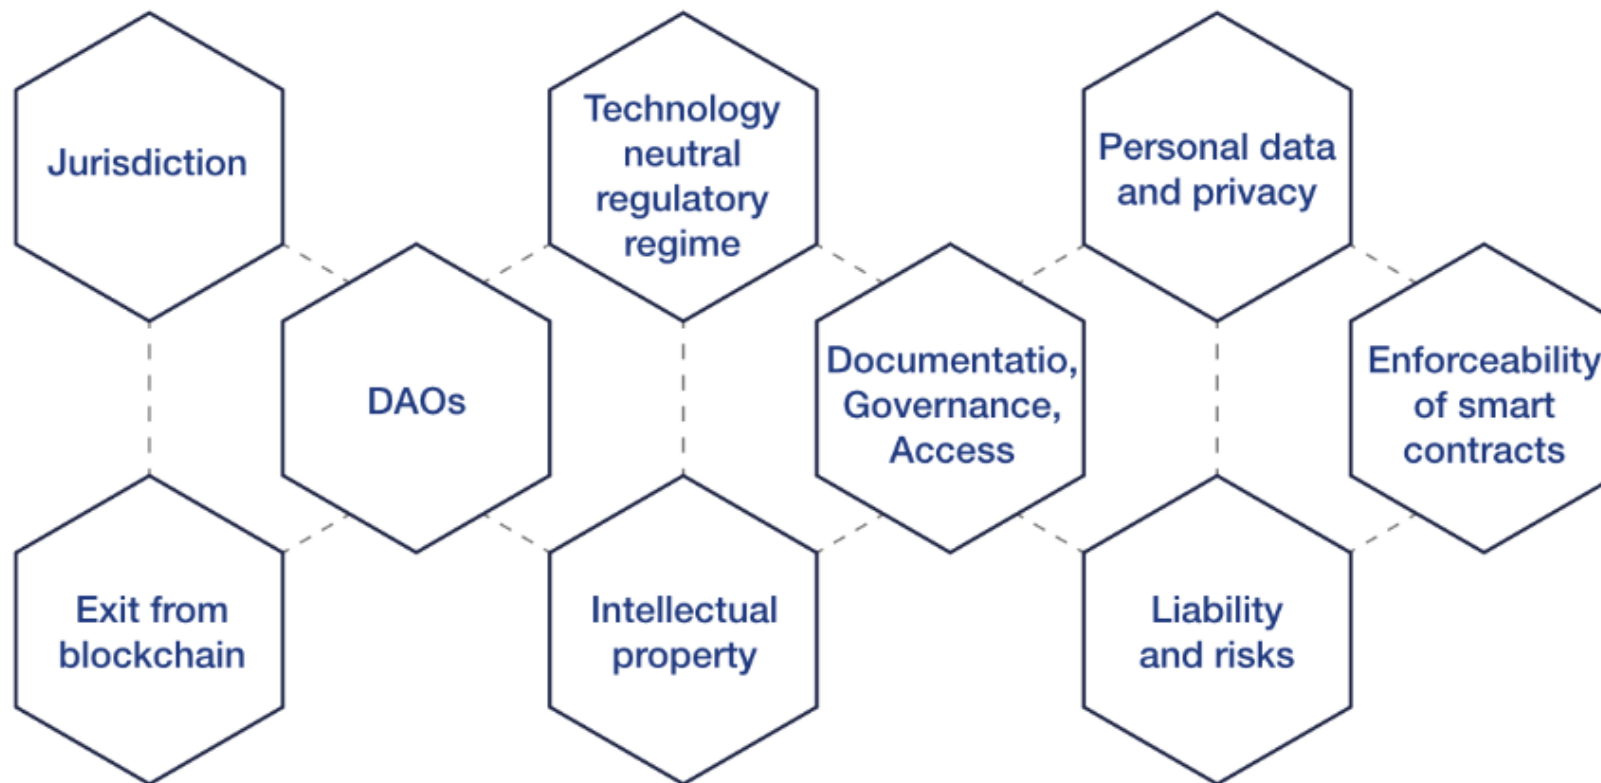 Jurisdiction
Technology
neutral
regulatory
regime
Personal data
and privacy
DAOs
Documentatio,
Governance,
Access
Enforceability
of smart
contracts
Exit from
blockchain
Intellectual
property
Liability
and risks